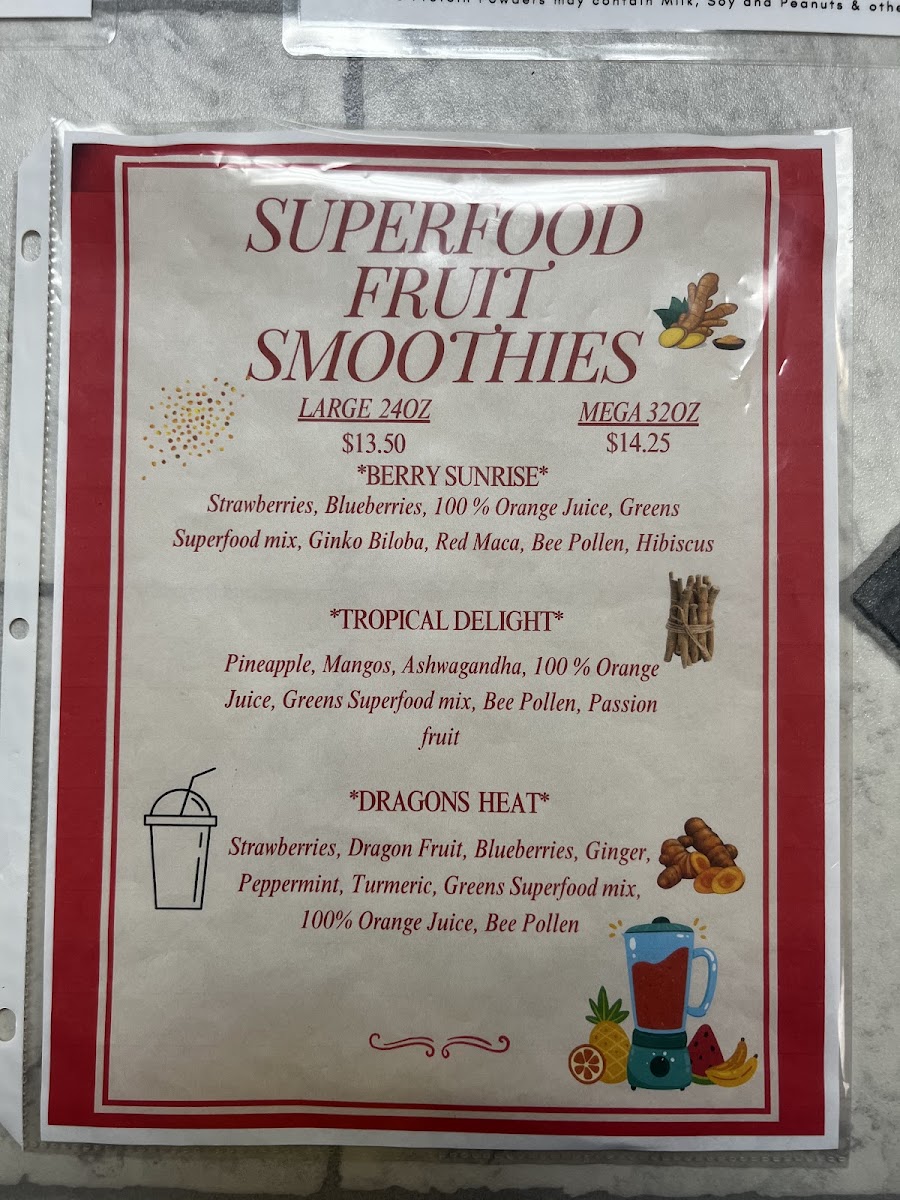 Protein Powders may contain Milk, Soy and Peanuts & othe
SUPERFOOD
FRUIT
SMOOTHIES
LARGE 24OZ MEGA 32OZ
$13.50 $14.25
*BERRY SUNRISE*
Strawberries, Blueberries, 100 % Orange Juice, Greens
Superfood mix, Ginko Biloba, Red Maca, Bee Pollen, Hibiscus
*TROPICAL DELIGHT*
Pineapple, Mangos, Ashwagandha, 100 % Orange
Juice, Greens Superfood mix, Bee Pollen, Passion
fruit
*DRAGONS HEAT*
Strawberries, Dragon Fruit, Blueberries, Ginger,
Peppermint, Turmeric, Greens Superfood mix,
100% Orange Juice, Bee Pollen